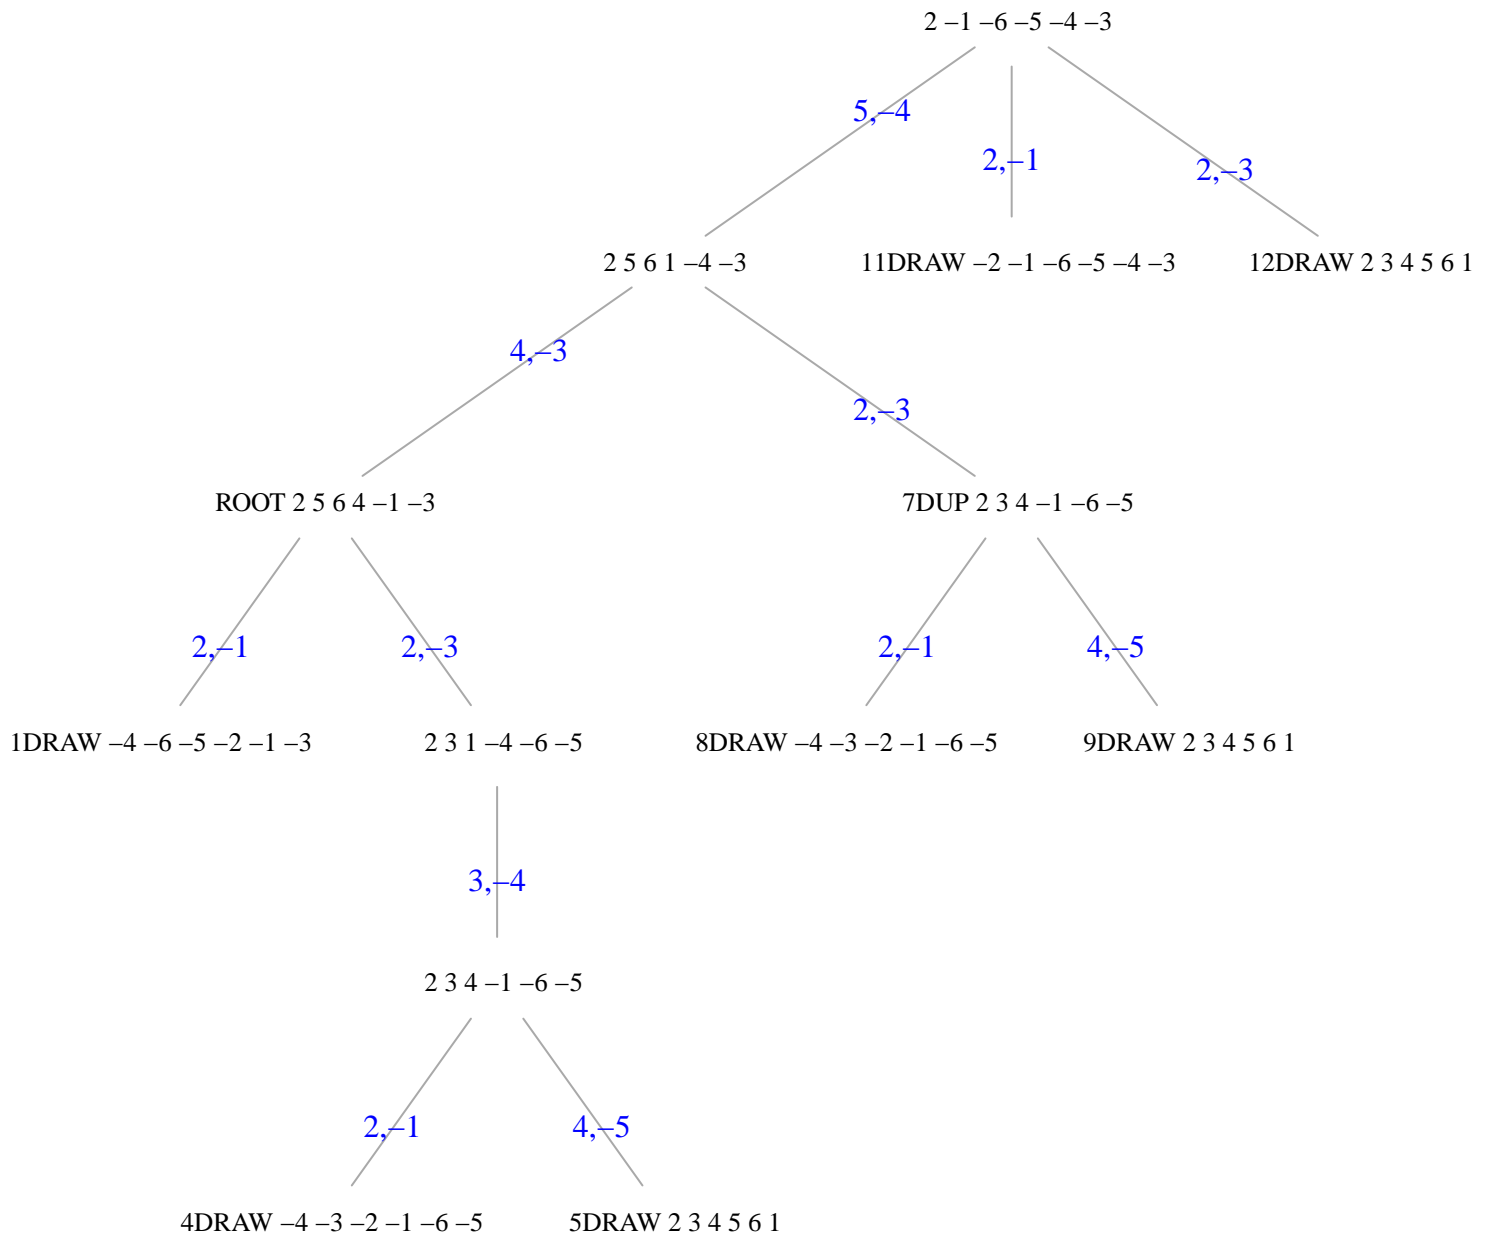 2 –1 –6 –5 –4 –3
5,–4
2,–1
2,–3
2 5 6 1 –4 –3
11DRAW –2 –1 –6 –5 –4 –3
12DRAW 2 3 4 5 6 1
4,–3
2,–3
ROOT 2 5 6 4 –1 –3
7DUP 2 3 4 –1 –6 –5
2,–1
2,–3
2,–1
4,–5
1DRAW –4 –6 –5 –2 –1 –3
2 3 1 –4 –6 –5
8DRAW –4 –3 –2 –1 –6 –5
9DRAW 2 3 4 5 6 1
3,–4
2 3 4 –1 –6 –5
2,–1
4,–5
4DRAW –4 –3 –2 –1 –6 –5
5DRAW 2 3 4 5 6 1